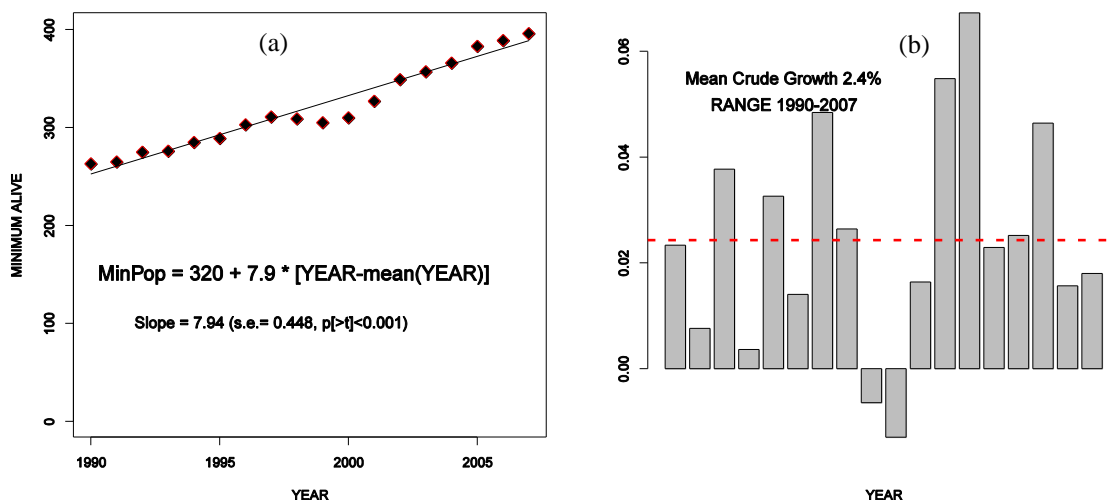 (a)
MINIMUM ALIVE
400
300
200
100
0
MinPop = 320 + 7.9 * [YEAR-mean(YEAR)]
Slope = 7.94 (s.e.= 0.448, p[>t]<0.001)
1990 1995 2000 2005
YEAR
(b)
Mean Crude Growth 2.4%
RANGE 1990-2007
0.06
0.04
0.02
0.00
YEAR